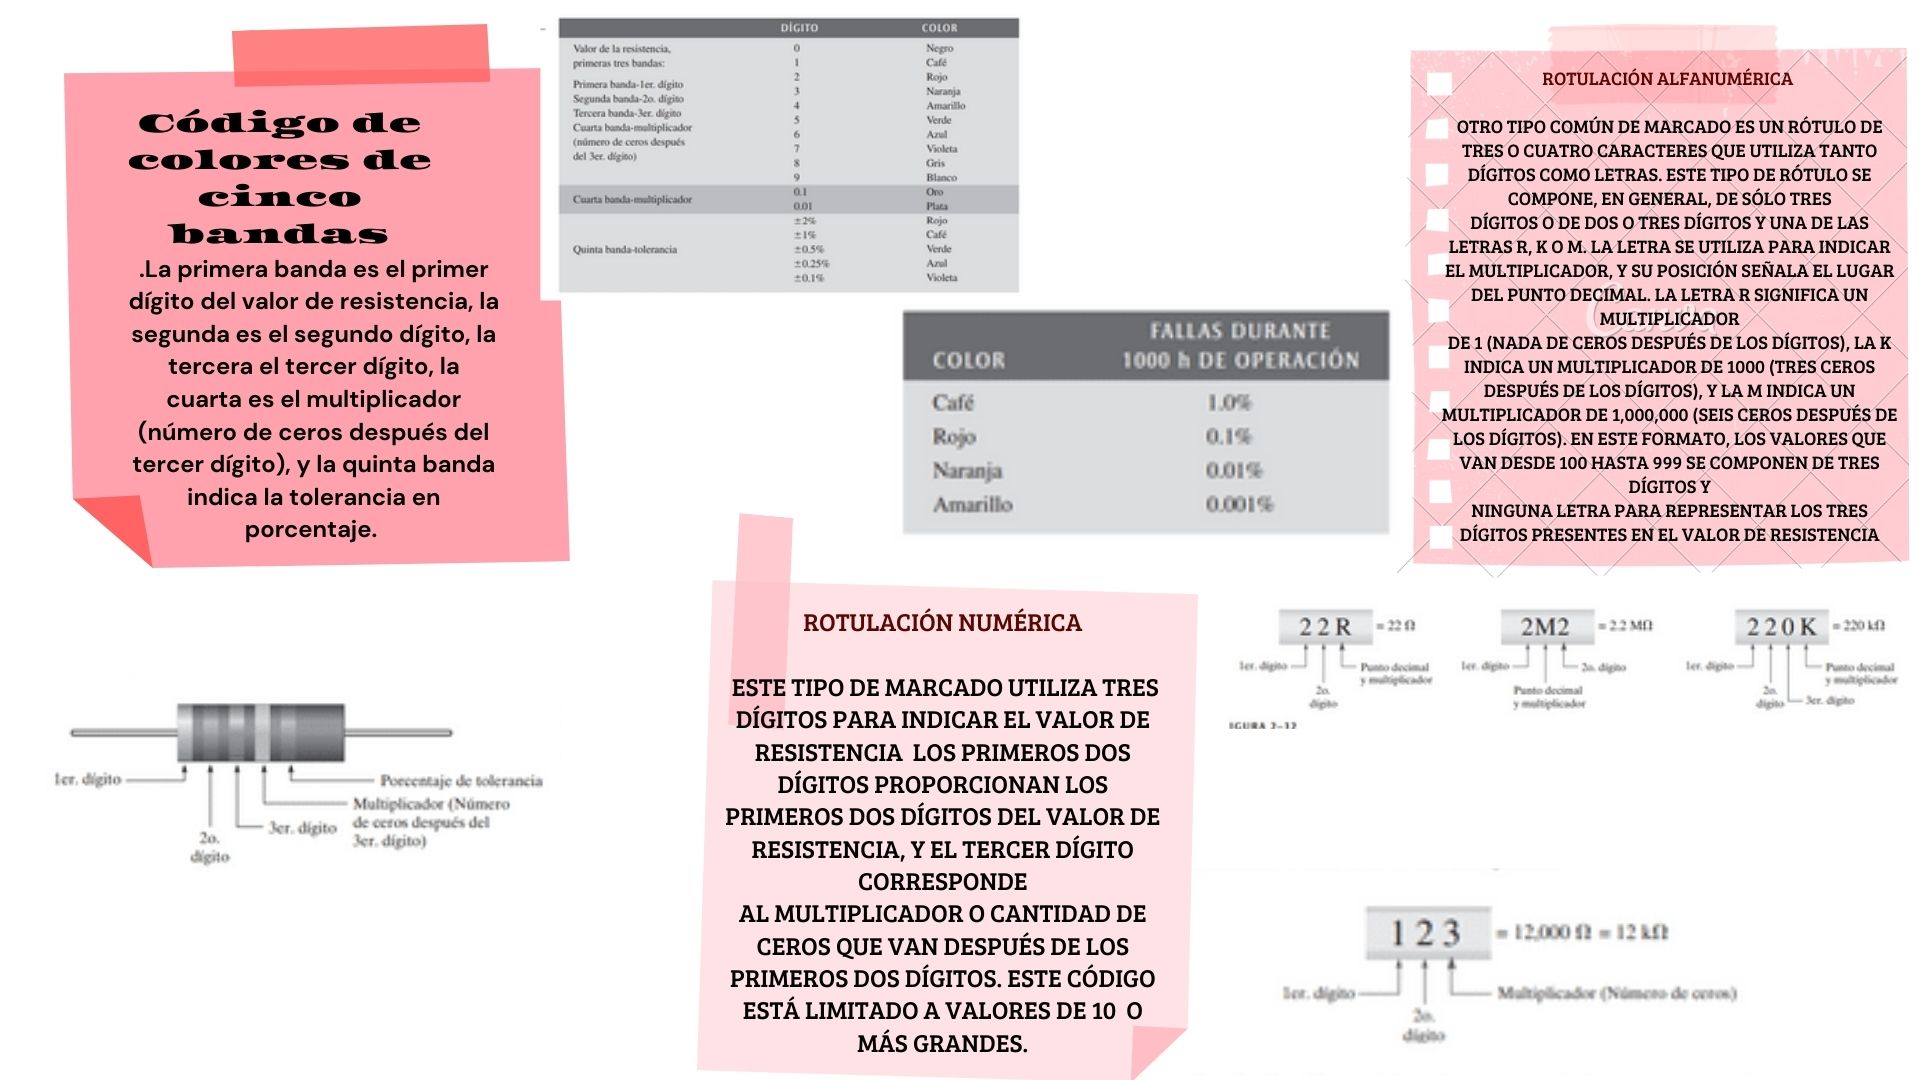 Código de
colores de
cinco
bandas
.La primera banda es el primer
dígito del valor de resistencia, la
segunda es el segundo dígito, la
tercera el tercer dígito, la
cuarta es el multiplicador
(número de ceros después del
tercer dígito), y la quinta banda
indica la tolerancia en
porcentaje.
DÍGITO COLOR
Valor de la resistencia, 0 Negro
primeras tres bandas: 1 Café
2 Rojo
Primera banda-1er. dígito 3 Naranja
Segunda banda-2o. dígito 4 Amarillo
Tercera banda-3er. dígito 5 Verde
Cuarta banda-multiplicador 6 Azul
(número de ceros después 7 Violeta
del 3er. dígito) 8 Gris
9 Blanco
Cuarta banda-multiplicador 0.1 Oro
0.01 Plata
±2% Rojo
±1% Café
Quinta banda-tolerancia ±0.5% Verde
±0.25% Azul
±0.1% Violeta
FALLAS DURANTE
COLOR 1000 h DE OPERACIÓN
Café 1.0%
Rojo 0.1%
Naranja 0.01%
Amarillo 0.001%
ROTULACIÓN ALFANUMÉRICA
OTRO TIPO COMÚN DE MARCADO ES UN RÓTULO DE
TRES O CUATRO CARACTERES QUE UTILIZA TANTO
DÍGITOS COMO LETRAS. ESTE TIPO DE RÓTULO SE
COMPONE, EN GENERAL, DE SÓLO TRES
DÍGITOS O DE DOS O TRES DÍGITOS Y UNA DE LAS
LETRAS R, K O M. LA LETRA SE UTILIZA PARA INDICAR
EL MULTIPLICADOR, Y SU POSICIÓN SEÑALA EL LUGAR
DEL PUNTO DECIMAL. LA LETRA R SIGNIFICA UN
MULTIPLICADOR
DE 1 (NADA DE CEROS DESPUÉS DE LOS DÍGITOS), LA K
INDICA UN MULTIPLICADOR DE 1000 (TRES CEROS
DESPUÉS DE LOS DÍGITOS), Y LA M INDICA UN
MULTIPLICADOR DE 1,000,000 (SEIS CEROS DESPUÉS DE
LOS DÍGITOS). EN ESTE FORMATO, LOS VALORES QUE
VAN DESDE 100 HASTA 999 SE COMPONEN DE TRES
DÍGITOS Y
NINGUNA LETRA PARA REPRESENTAR LOS TRES
DÍGITOS PRESENTES EN EL VALOR DE RESISTENCIA
Canva
1er. dígito
2o.
dígito
3er. dígito
Porcentaje de tolerancia
Multiplicador (Número
de ceros después del
3er. dígito)
ROTULACIÓN NUMÉRICA
ESTE TIPO DE MARCADO UTILIZA TRES
DÍGITOS PARA INDICAR EL VALOR DE
RESISTENCIA LOS PRIMEROS DOS
DÍGITOS PROPORCIONAN LOS
PRIMEROS DOS DÍGITOS DEL VALOR DE
RESISTENCIA, Y EL TERCER DÍGITO
CORRESPONDE
AL MULTIPLICADOR O CANTIDAD DE
CEROS QUE VAN DESPUÉS DE LOS
PRIMEROS DOS DÍGITOS. ESTE CÓDIGO
ESTÁ LIMITADO A VALORES DE 10 O
MÁS GRANDES.
22R = 22 Ω
1er. dígito
2o.
dígito
Punto decimal
y multiplicador
2M2 = 2.2 MΩ
1er. dígito
Punto decimal
y multiplicador
2o. dígito
220K = 220 kΩ
1er. dígito
2o.
dígito
3er. dígito
Punto decimal
y multiplicador
IGURA 2-12
123 = 12,000 Ω = 12 kΩ
1er. dígito
2o.
dígito
Multiplicador (Número de ceros)